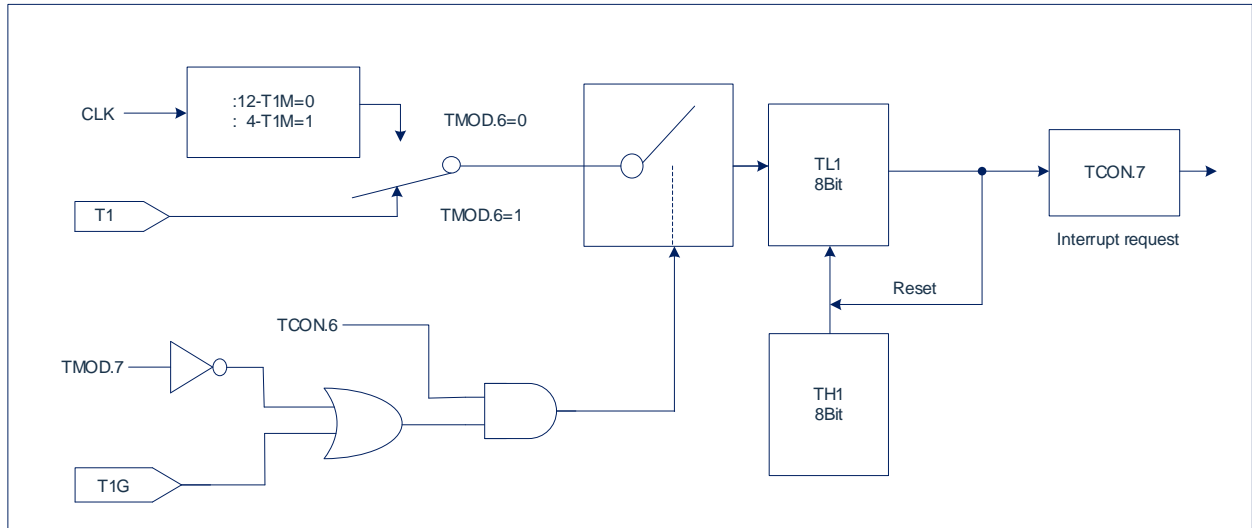 :12-T1M=0
:  4-T1M=1
CLK
TMOD.6=0
T1
TMOD.6=1
TL1
8Bit
TCON.7
Interrupt request
Reset
TCON.6
TMOD.7
TH1
8Bit
T1G